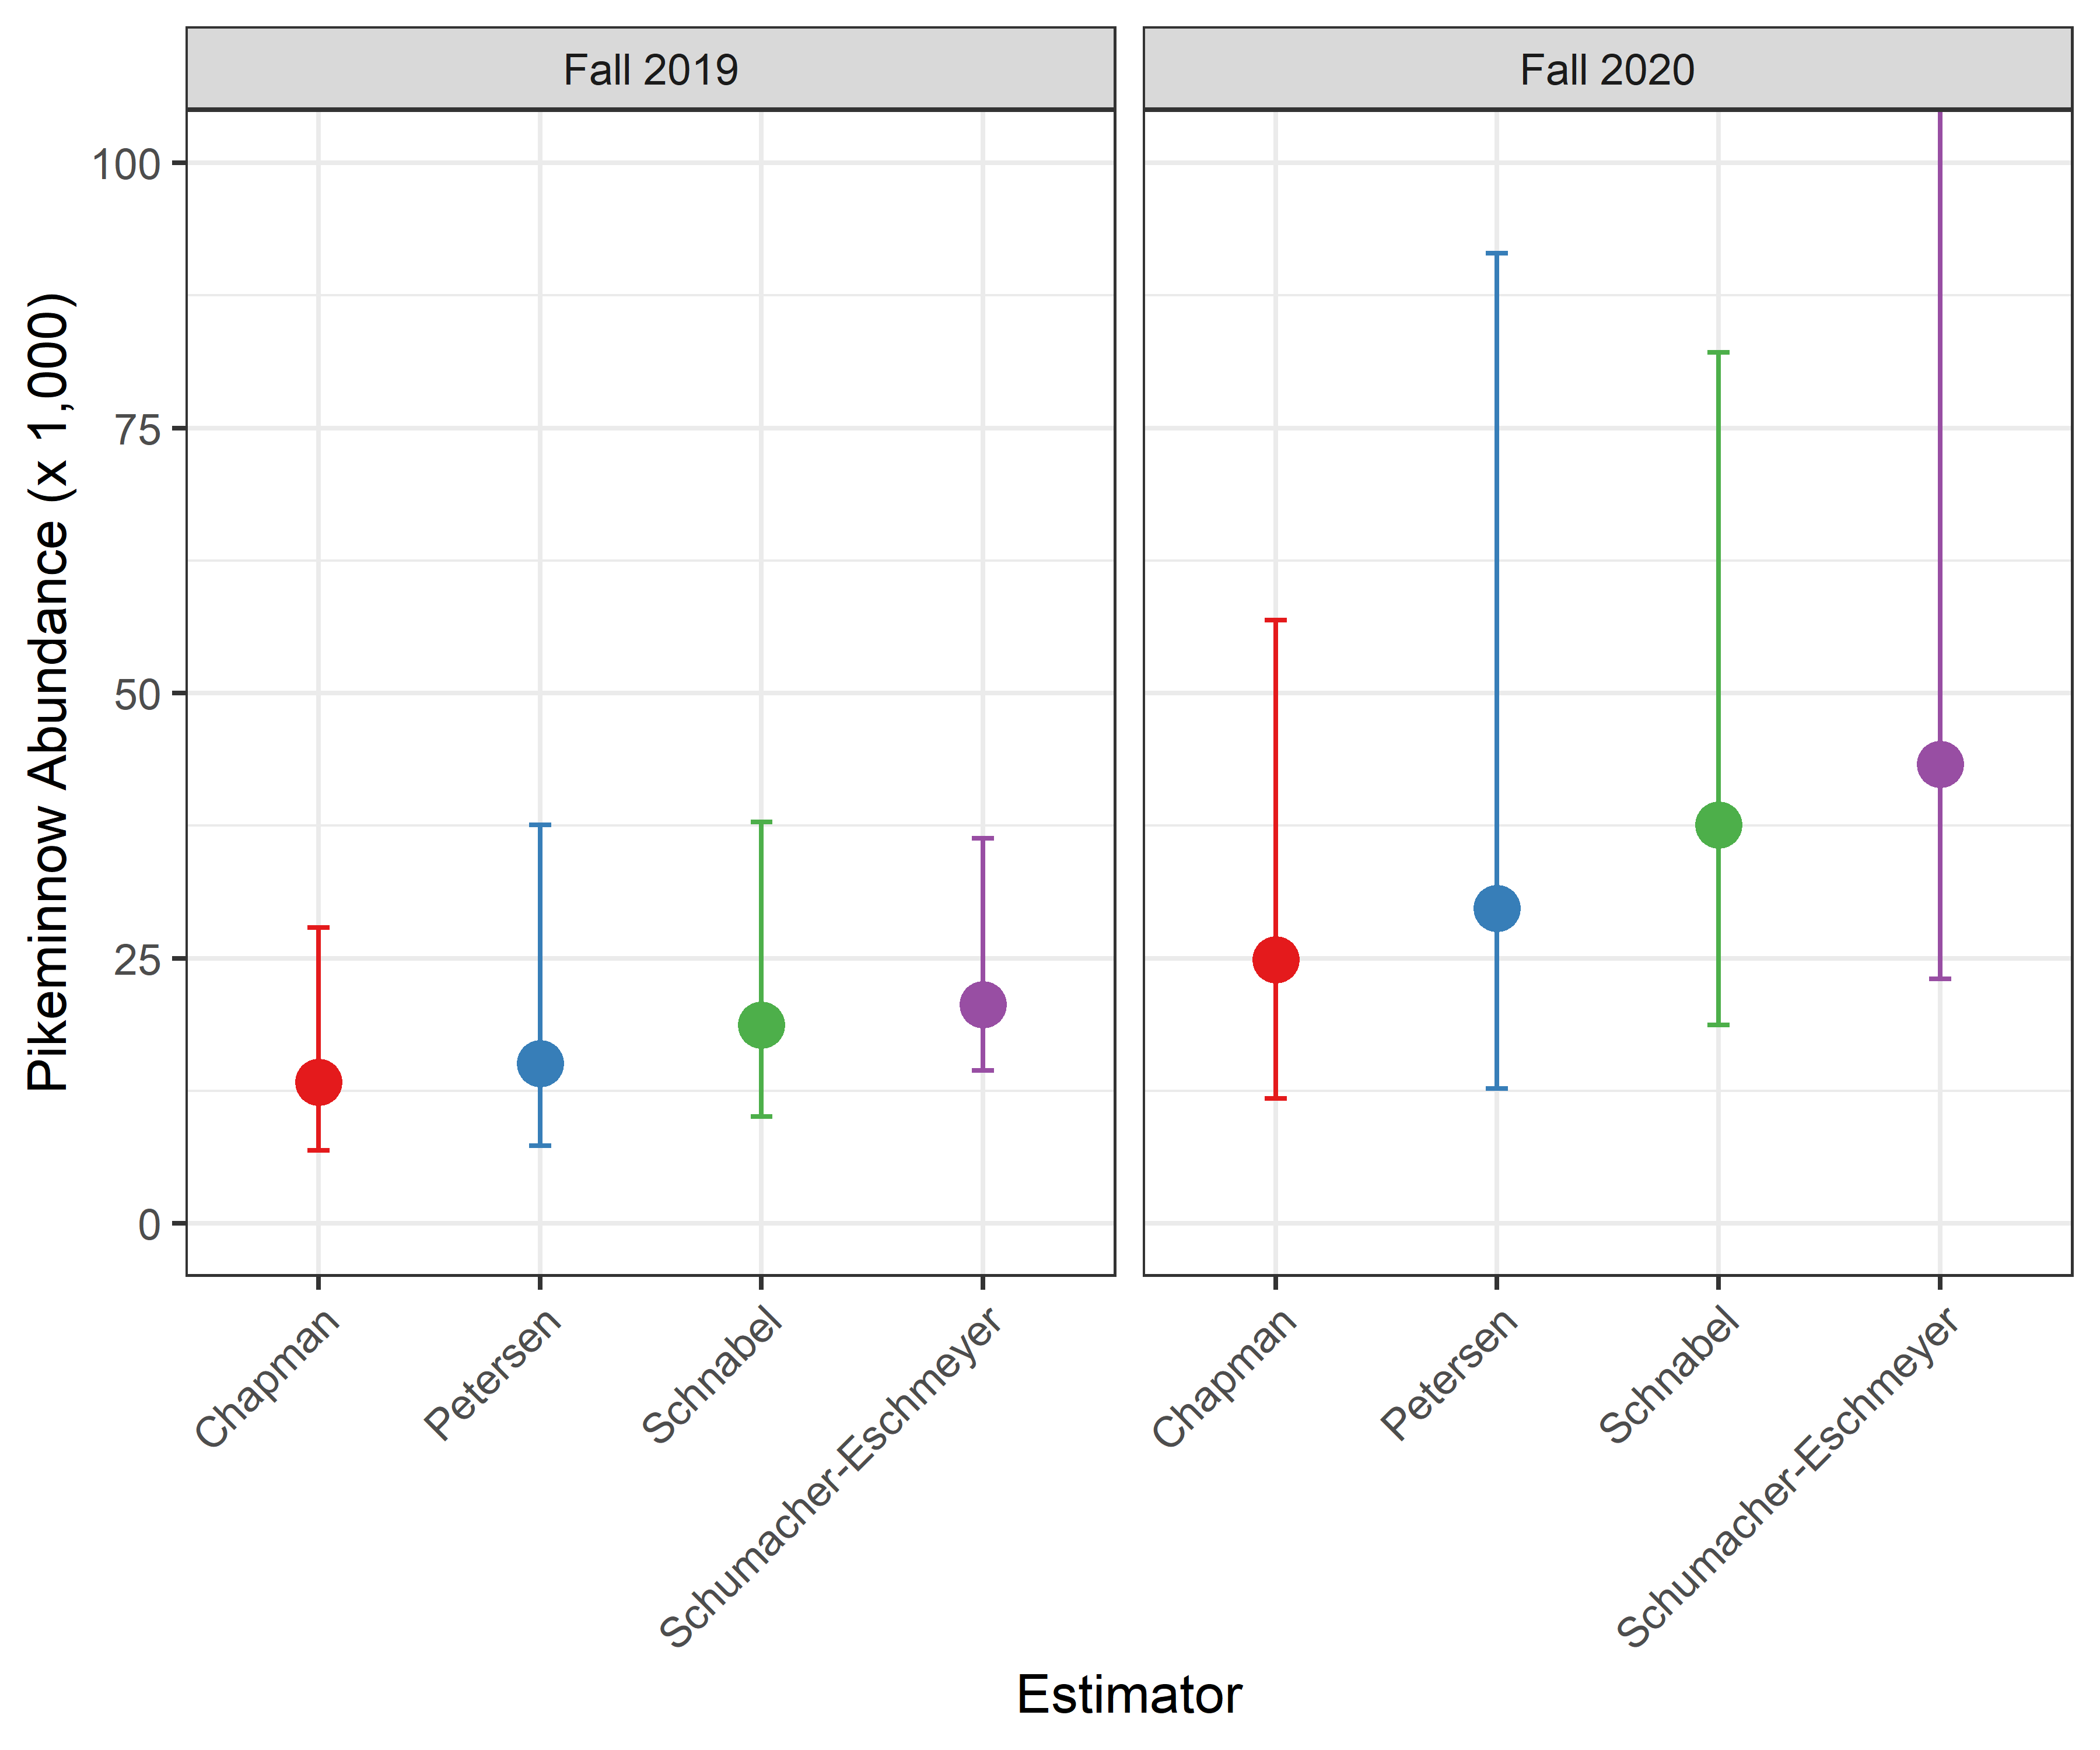 Fall 2019
Fall 2020
Pikeminnow Abundance (x 1,000)
100
75
50
25
0
Chapman
Petersen
Schnabel
Schumacher-Eschmeyer
Chapman
Petersen
Schnabel
Schumacher-Eschmeyer
Estimator